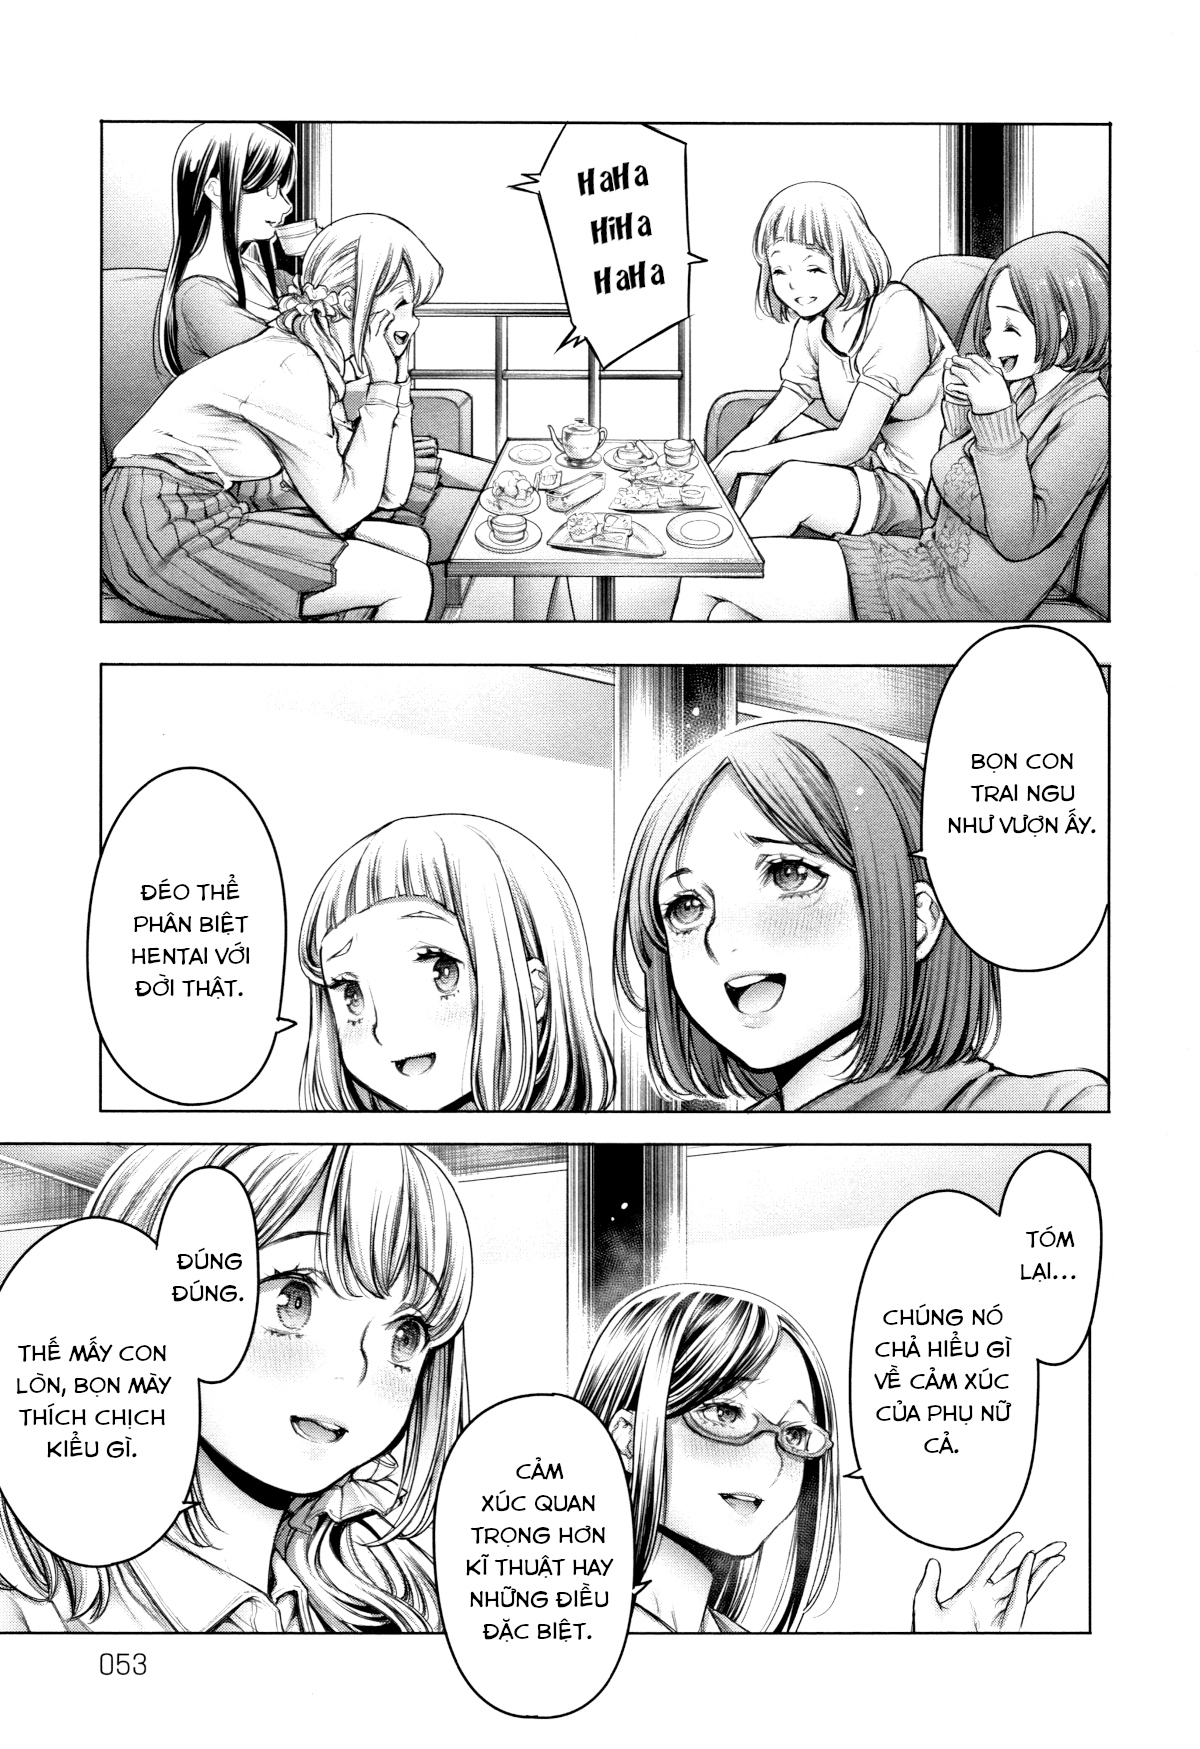 HaHa
HiHa
HaHa
BỌN CON
TRAI NGU
NHƯ VƯỢN ẤY.
ĐÉO THỂ
PHÂN BIỆT
HENTAI VỚI
ĐỜI THẬT.
TÓM
LẠI...
CHÚNG NÓ
CHẢ HIỂU GÌ
VỀ CẢM XÚC
CỦA PHỤ NỮ
CẢ.
CẢM
XÚC QUAN
TRỌNG HƠN
KĨ THUẬT HAY
NHỮNG ĐIỀU
ĐẶC BIỆT.
ĐÚNG
ĐÚNG.
THẾ MẤY CON
LÒN, BỌN MÀY
THÍCH CHỊCH
KIỂU GÌ.
053